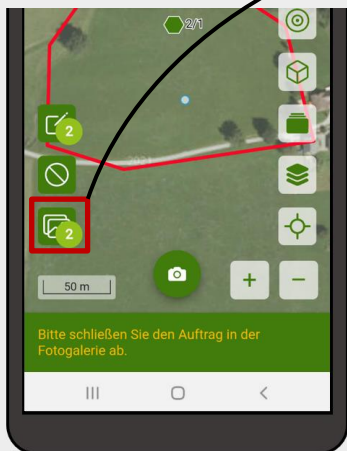 2/1
2
2
50 m
Bitte schließen Sie den Auftrag in der
Fotogalerie ab.